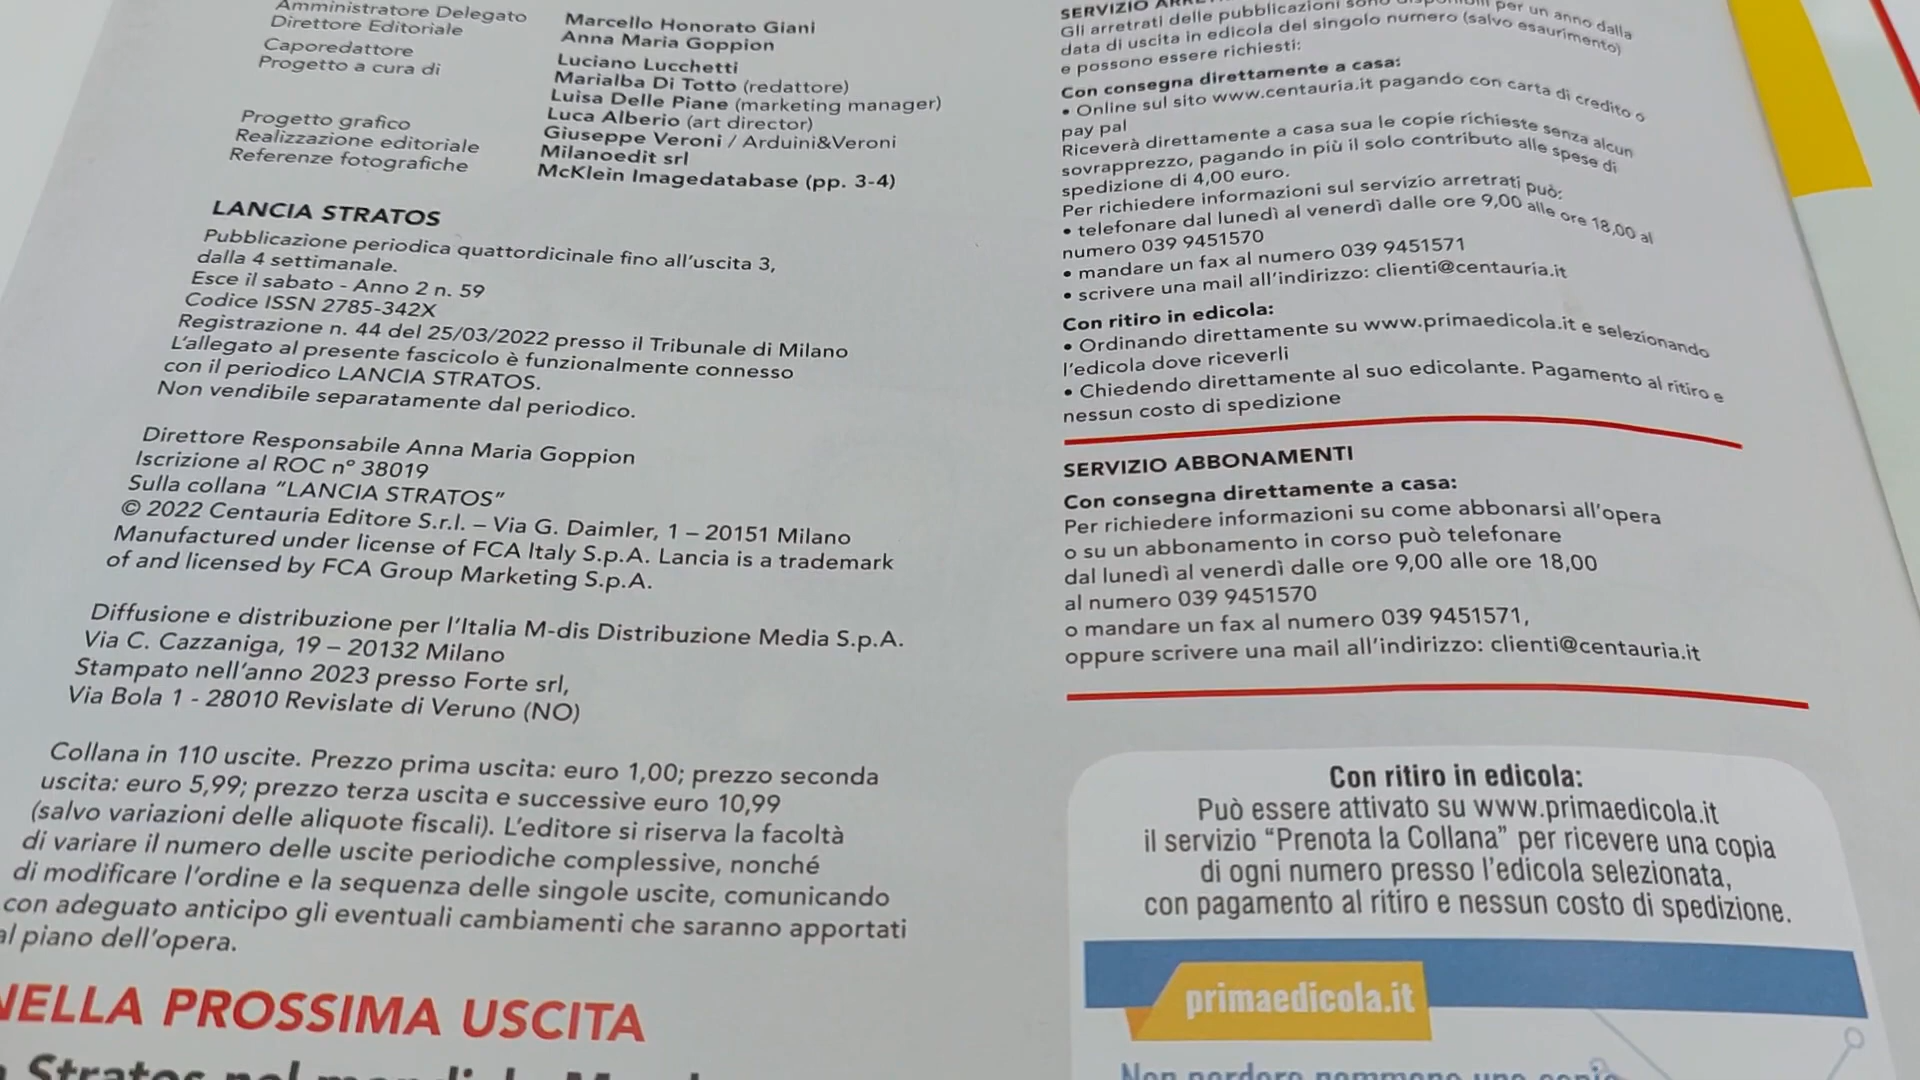 Amministratore Delegato
Direttore Editoriale
Caporedattore
Progetto a cura di
Progetto grafico
Realizzazione editoriale
Referenze fotografiche
Marcello Honorato Giani
Anna Maria Goppion
Luciano Lucchetti
Marialba Di Totto (redattore)
Luisa Delle Piane (marketing manager)
Luca Alberio (art director)
Giuseppe Veroni / Arduini&Veroni
Milanoedit srl
McKlein Imagedatabase (pp. 3-4)
LANCIA STRATOS
Pubblicazione periodica quattordicinale fino all'uscita 3,
dalla 4 settimanale.
Esce il sabato - Anno 2 n. 59
Codice ISSN 2785-342X
Registrazione n. 44 del 25/03/2022 presso il Tribunale di Milano
L'allegato al presente fascicolo è funzionalmente connesso
con il periodico LANCIA STRATOS.
Non vendibile separatamente dal periodico.
Direttore Responsabile Anna Maria Goppion
Iscrizione al ROC n° 38019
Sulla collana "LANCIA STRATOS"
© 2022 Centauria Editore S.r.l. – Via G. Daimler, 1 – 20151 Milano
Manufactured under license of FCA Italy S.p.A. Lancia is a trademark
of and licensed by FCA Group Marketing S.p.A.
Diffusione e distribuzione per l'Italia M-dis Distribuzione Media S.p.A.
Via C. Cazzaniga, 19 – 20132 Milano
Stampato nell'anno 2023 presso Forte srl,
Via Bola 1 - 28010 Revislate di Veruno (NO)
Collana in 110 uscite. Prezzo prima uscita: euro 1,00; prezzo seconda
uscita: euro 5,99; prezzo terza uscita e successive euro 10,99
(salvo variazioni delle aliquote fiscali). L'editore si riserva la facoltà
di variare il numero delle uscite periodiche complessive, nonché
di modificare l'ordine e la sequenza delle singole uscite, comunicando
con adeguato anticipo gli eventuali cambiamenti che saranno apportati
al piano dell'opera.
NELLA PROSSIMA USCITA
Stratos nel
SERVIZIO
Gli arretrati delle pubblicazioni sono disponibili per un anno dalla
data di uscita in edicola del singolo numero (salvo esaurimento)
e possono essere richiesti:
Con consegna direttamente a casa:
• Online sul sito www.centauria.it pagando con carta di credito o
pay pal
Riceverà direttamente a casa sua le copie richieste senza alcun
sovrapprezzo, pagando in più il solo contributo alle spese di
spedizione di 4,00 euro.
Per richiedere informazioni sul servizio arretrati può:
• telefonare dal lunedì al venerdì dalle ore 9,00 alle ore 18,00 al
numero 039 9451570
• mandare un fax al numero 039 9451571
• scrivere una mail all'indirizzo: clienti@centauria.it
Con ritiro in edicola:
• Ordinando direttamente su www.primaedicola.it e selezionando
l'edicola dove riceverli
• Chiedendo direttamente al suo edicolante. Pagamento al ritiro e
nessun costo di spedizione
SERVIZIO ABBONAMENTI
Con consegna direttamente a casa:
Per richiedere informazioni su come abbonarsi all'opera
o su un abbonamento in corso può telefonare
dal lunedì al venerdì dalle ore 9,00 alle ore 18,00
al numero 039 9451570
o mandare un fax al numero 039 9451571,
oppure scrivere una mail all'indirizzo: clienti@centauria.it
Con ritiro in edicola:
Può essere attivato su www.primaedicola.it
il servizio "Prenota la Collana" per ricevere una copia
di ogni numero presso l'edicola selezionata,
con pagamento al ritiro e nessun costo di spedizione.
primaedicola.it
Non perdere nemmeno una copia